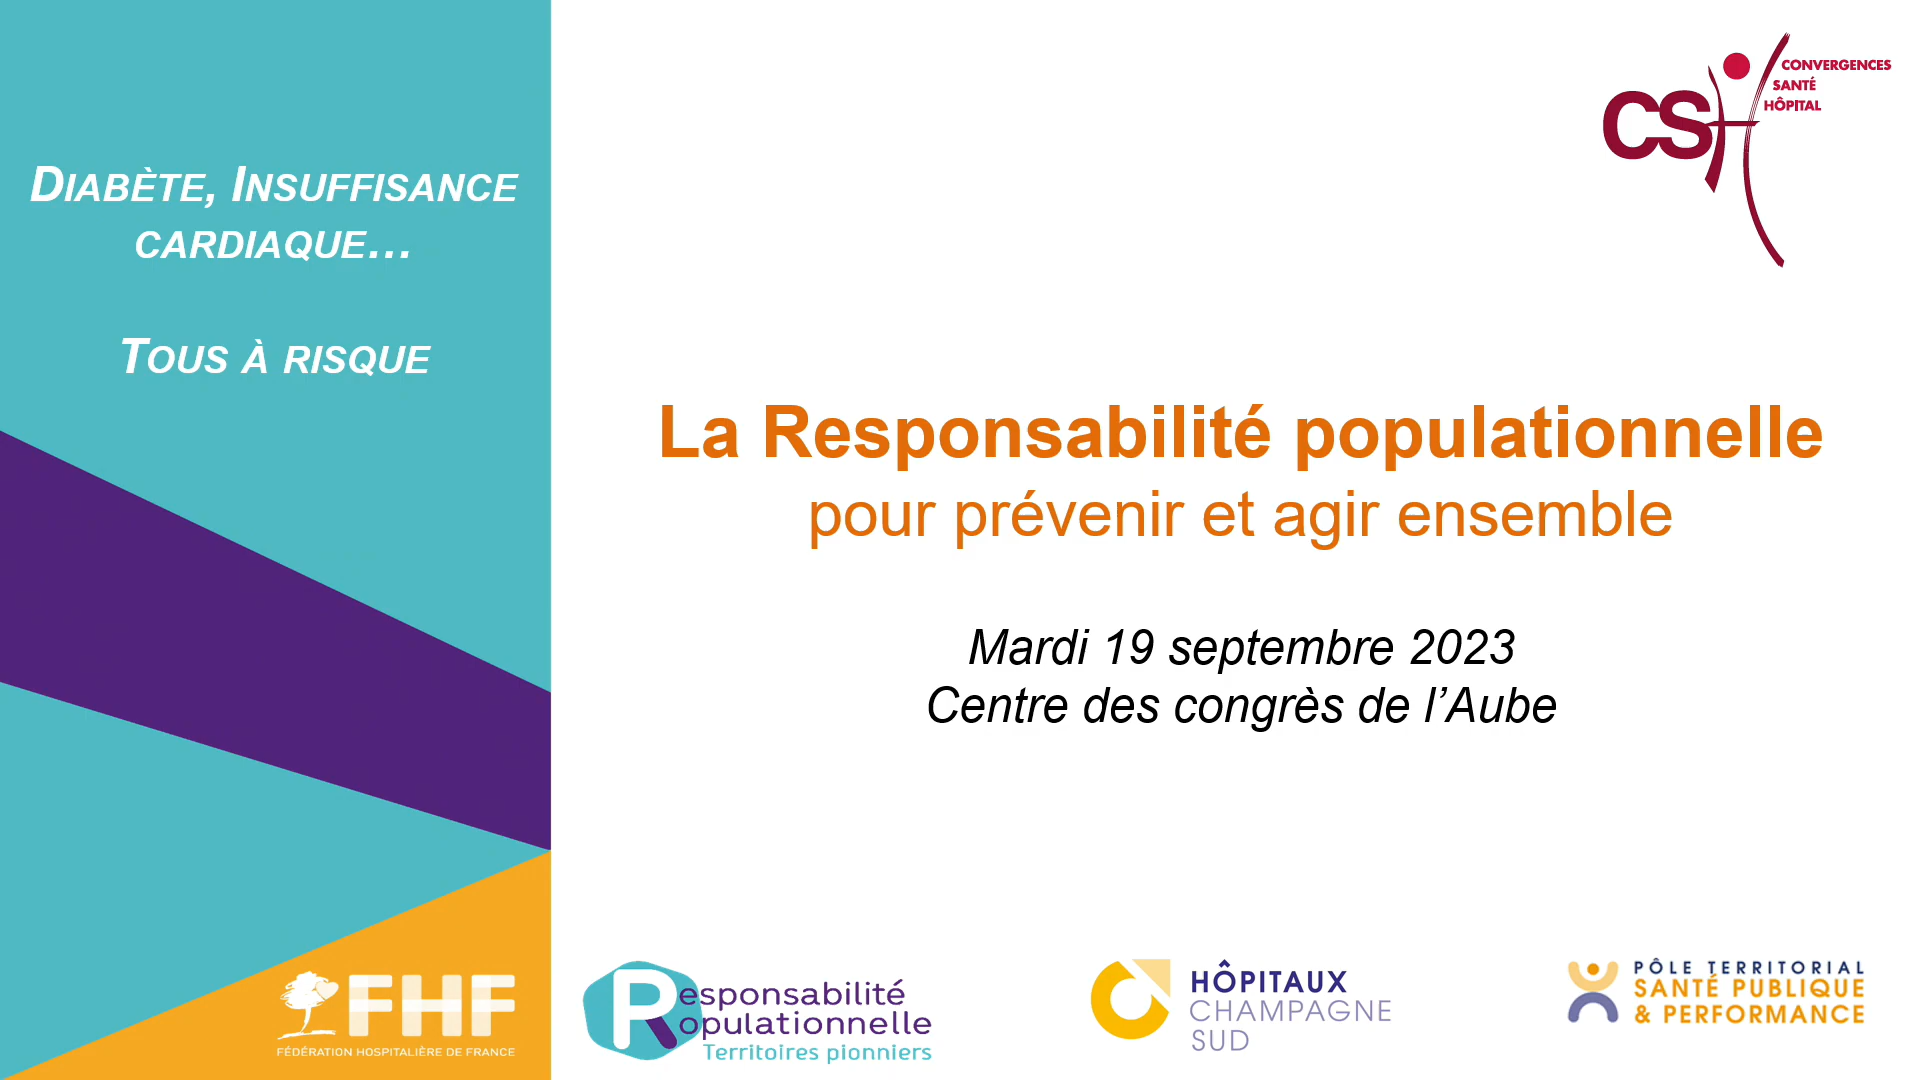 DIABÈTE, INSUFFISANCE
CARDIAQUE…
TOUS À RISQUE
CSH
CONVERGENCES
SANTÉ
HÔPITAL
La Responsabilité populationnelle
pour prévenir et agir ensemble
Mardi 19 septembre 2023
Centre des congrès de l’Aube
FHF
FÉDÉRATION HOSPITALIÈRE DE FRANCE
Responsabilité
Populationnelle
Territoires pionniers
HÔPITAUX
CHAMPAGNE
SUD
PÔLE TERRITORIAL
SANTÉ PUBLIQUE
& PERFORMANCE